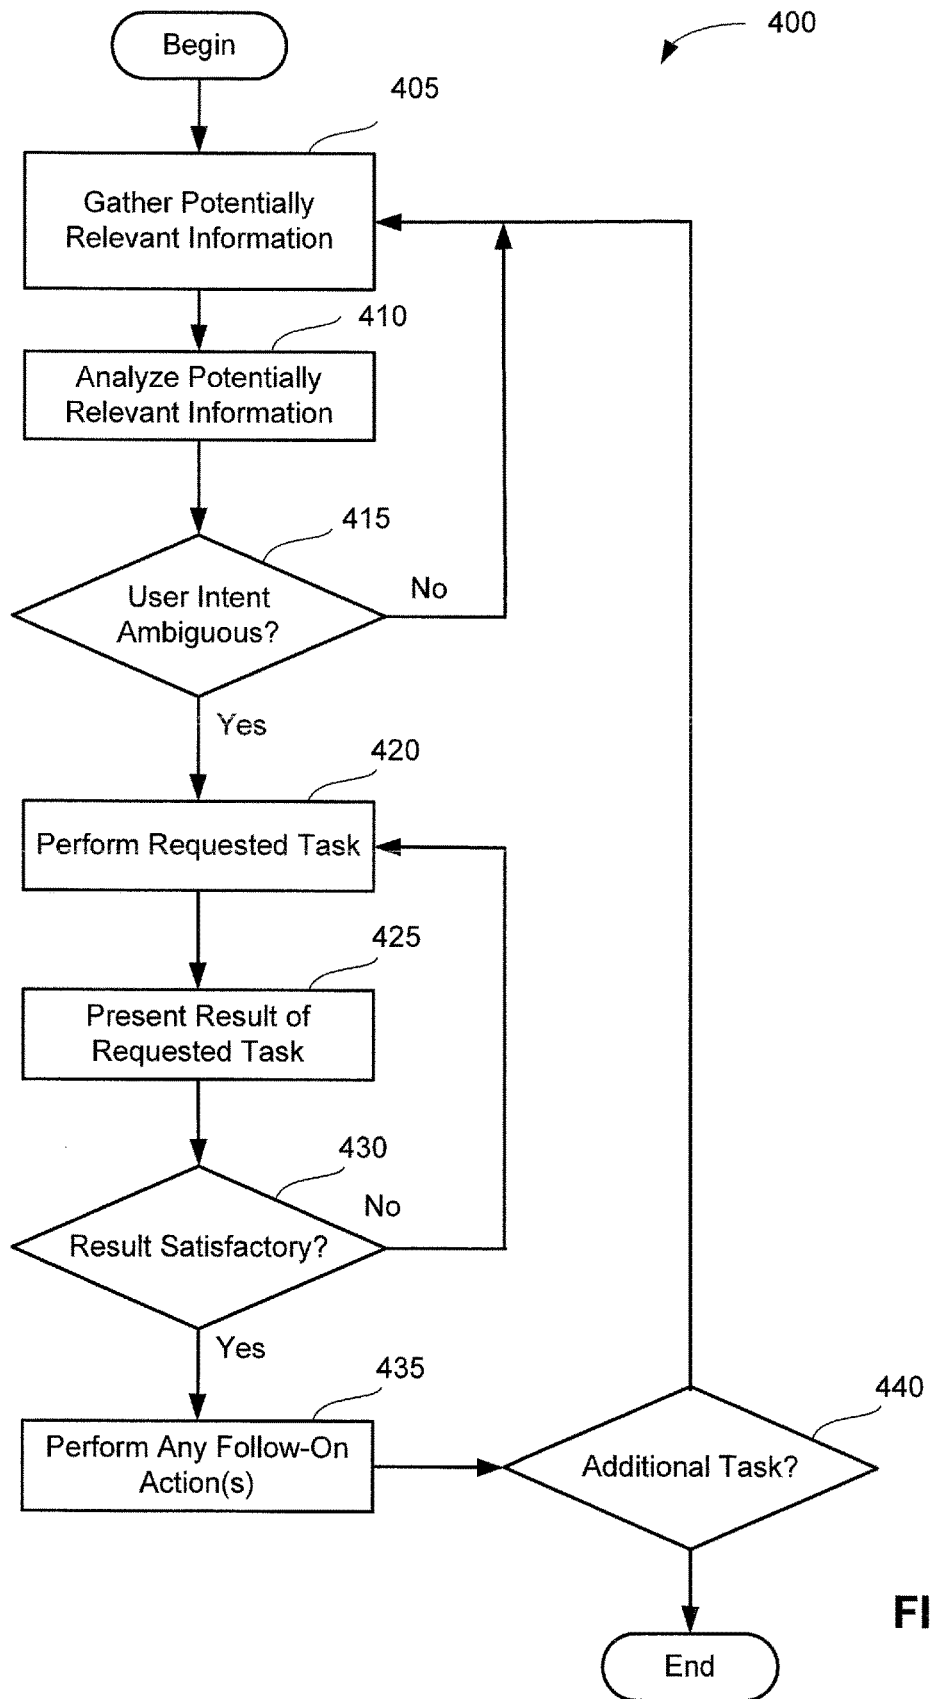 Begin
400
405
Gather Potentially
Relevant Information
410
Analyze Potentially
Relevant Information
415
User Intent
Ambiguous?
No
Yes
420
Perform Requested Task
425
Present Result of
Requested Task
430
No
Result Satisfactory?
Yes
435
Perform Any Follow-On
Action(s)
440
Additional Task?
FI
End